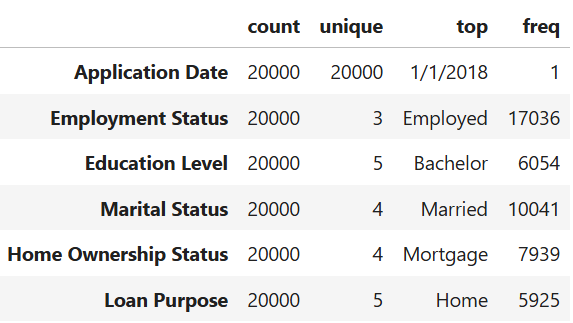 count unique top freq
Application Date 20000 20000 1/1/2018 1
Employment Status 20000 3 Employed 17036
Education Level 20000 5 Bachelor 6054
Marital Status 20000 4 Married 10041
Home Ownership Status 20000 4 Mortgage 7939
Loan Purpose 20000 5 Home 5925